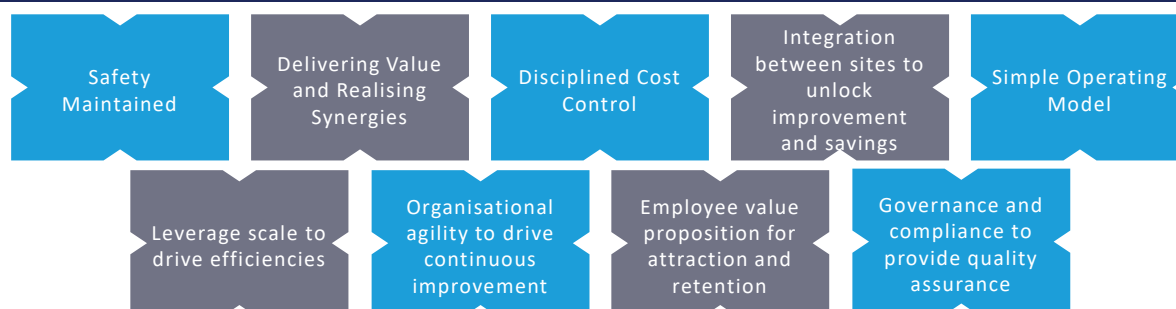 Safety
Maintained
Delivering Value
and Realising
Synergies
Disciplined Cost
Control
Integration
between sites to
unlock
improvement
and savings
Simple Operating
Model
Leverage scale to
drive efficiencies
Organisational
agility to drive
continuous
improvement
Employee value
proposition for
attraction and
retention
Governance and
compliance to
provide quality
assurance